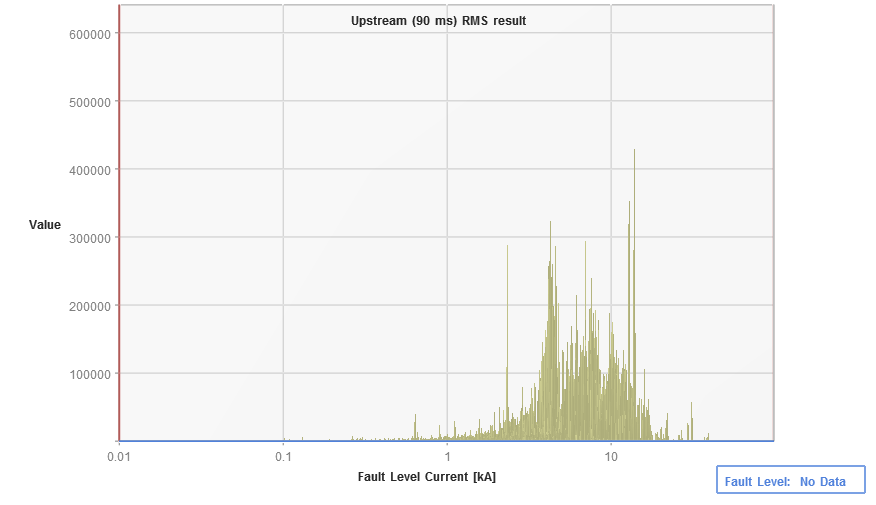 Upstream (90 ms) RMS result
600000
500000
400000
Value
300000
200000
100000
0.01 0.1 1 10
Fault Level Current [kA]
Fault Level: No Data